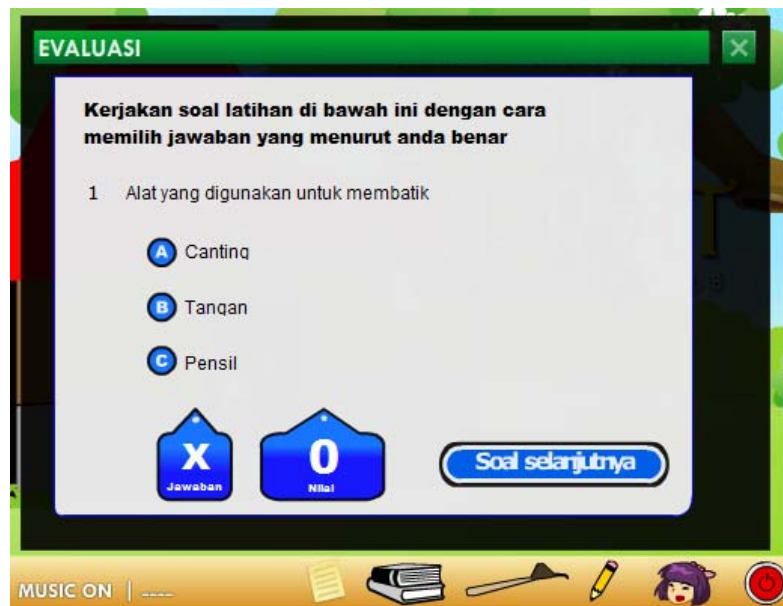 EVALUASI
Kerjakan soal latihan di bawah ini dengan cara
memilih jawaban yang menurut anda benar
1 Alat yang digunakan untuk membatik
A Canting
B Tangan
C Pensil
X
Jawaban
0
Nilai
Soal selanjutnya
MUSIC ON | ----